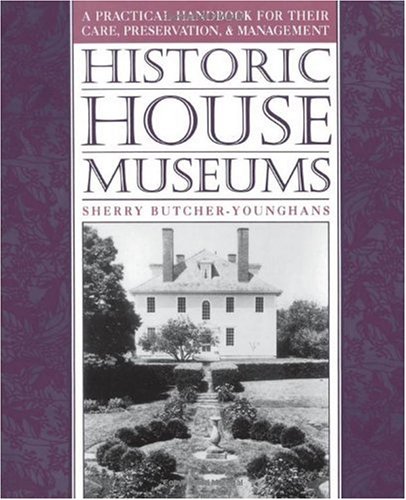 A PRACTICAL HANDBOOK FOR THEIR
CARE, PRESERVATION, & MANAGEMENT
HISTORIC
HOUSE
MUSEUMS
SHERRY BUTCHER-YOUNGHANS